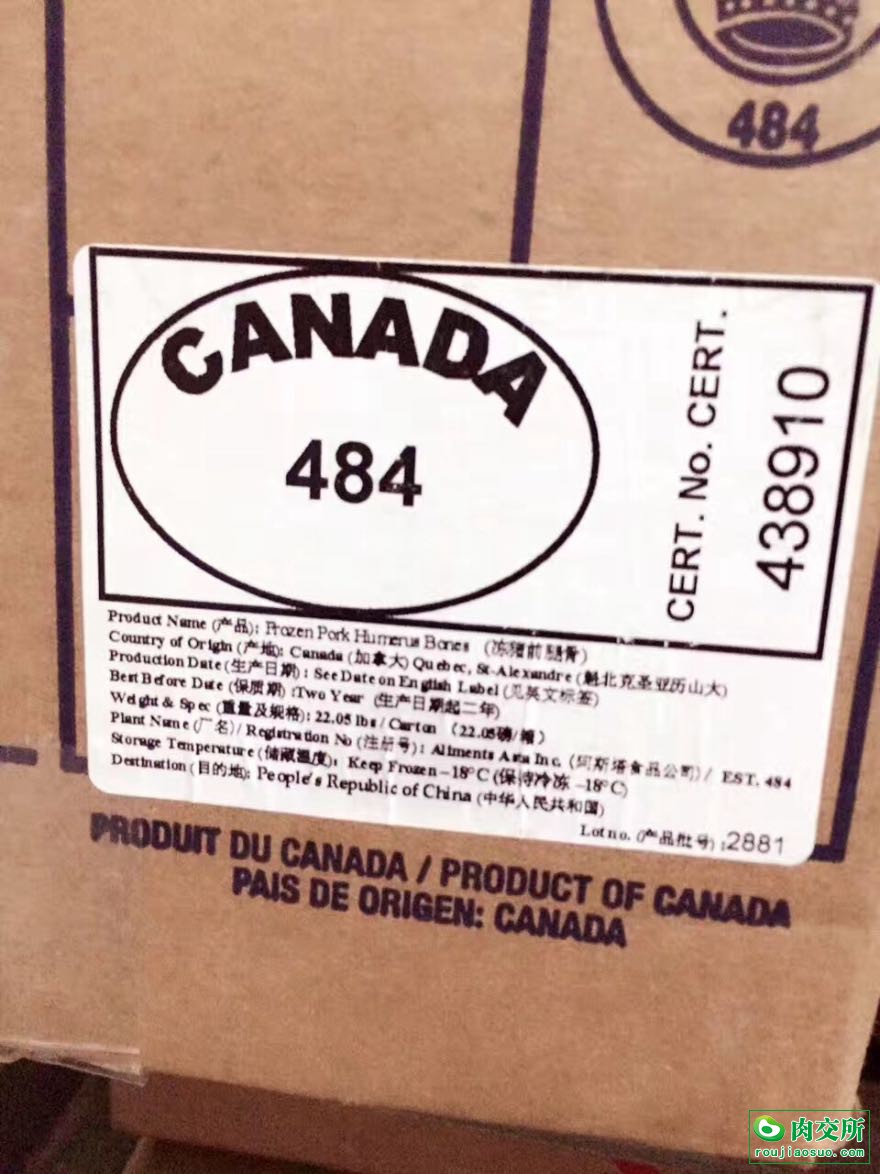 484
CANADA
484
CERT. No. CERT.
438910
Product Name (产品): Frozen Pork Humerus Bones (冻猪前腿骨)
Country of Origin (产地): Canada (加拿大) Quebec, St-Alexandre (魁北克圣亚历山大)
Production Date (生产日期): See Date on English Label (见英文标签)
Best Before Date (保质期) :Two Year (生产日期起二年)
Weight & Spec (重量及规格): 22.05 lbs / Carton (22.05磅/箱)
Plant Name (厂名)/ Registration No (注册号): Aliments Asta Inc. (阿斯塔食品公司)/ EST. 484
Storage Temperature (储藏温度): Keep Frozen -18°C (保持冷冻 -18°C)
Destination (目的地): People's Republic of China (中华人民共和国)
Lot no. (产品批号) :2881
PRODUIT DU CANADA / PRODUCT OF CANADA
PAIS DE ORIGEN: CANADA
肉交所
roujiaosuo.com